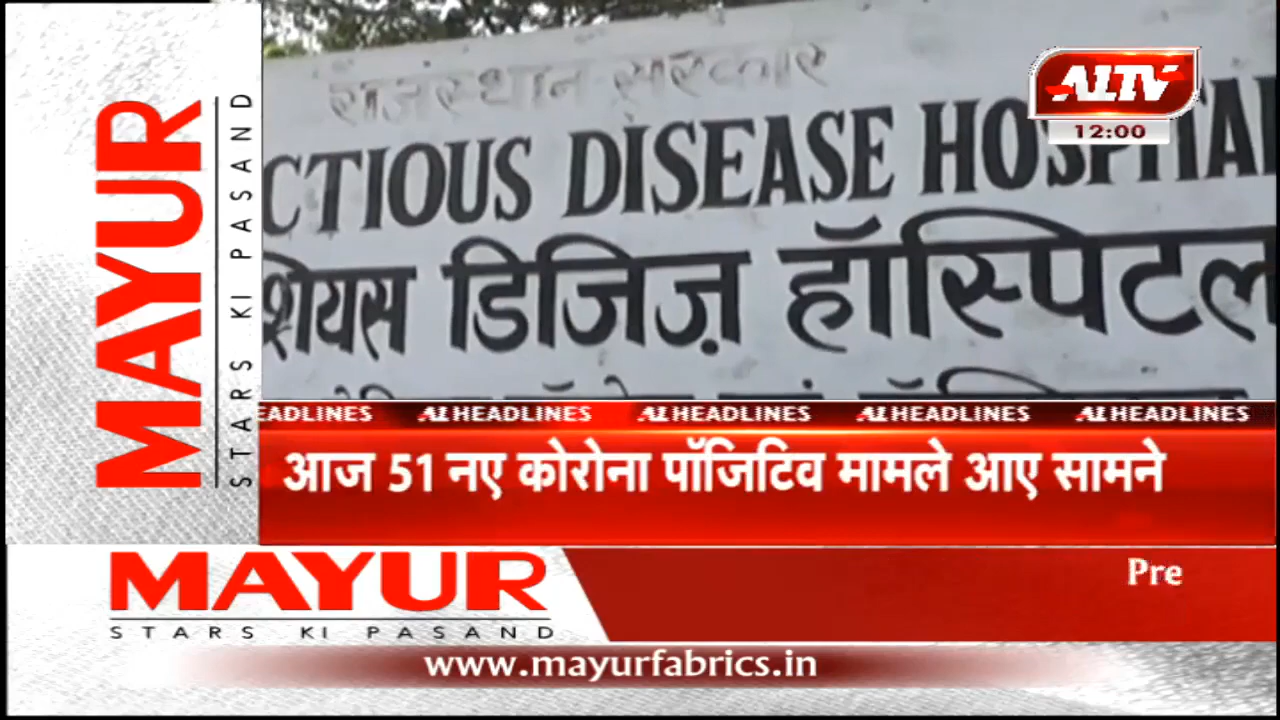 MAYUR
STARS KI PASAND
राजस्थान सरकार
CTIOUS DISEASE HOSPITAL
शियस डिजिज़ हॉस्पिटल
ALTV
12:00
EADLINES AL HEADLINES AL HEADLINES AL HEADLINES AL HEADLINES
आज 51 नए कोरोना पॉजिटिव मामले आए सामने
MAYUR
STARS KI PASAND
Pre
www.mayurfabrics.in